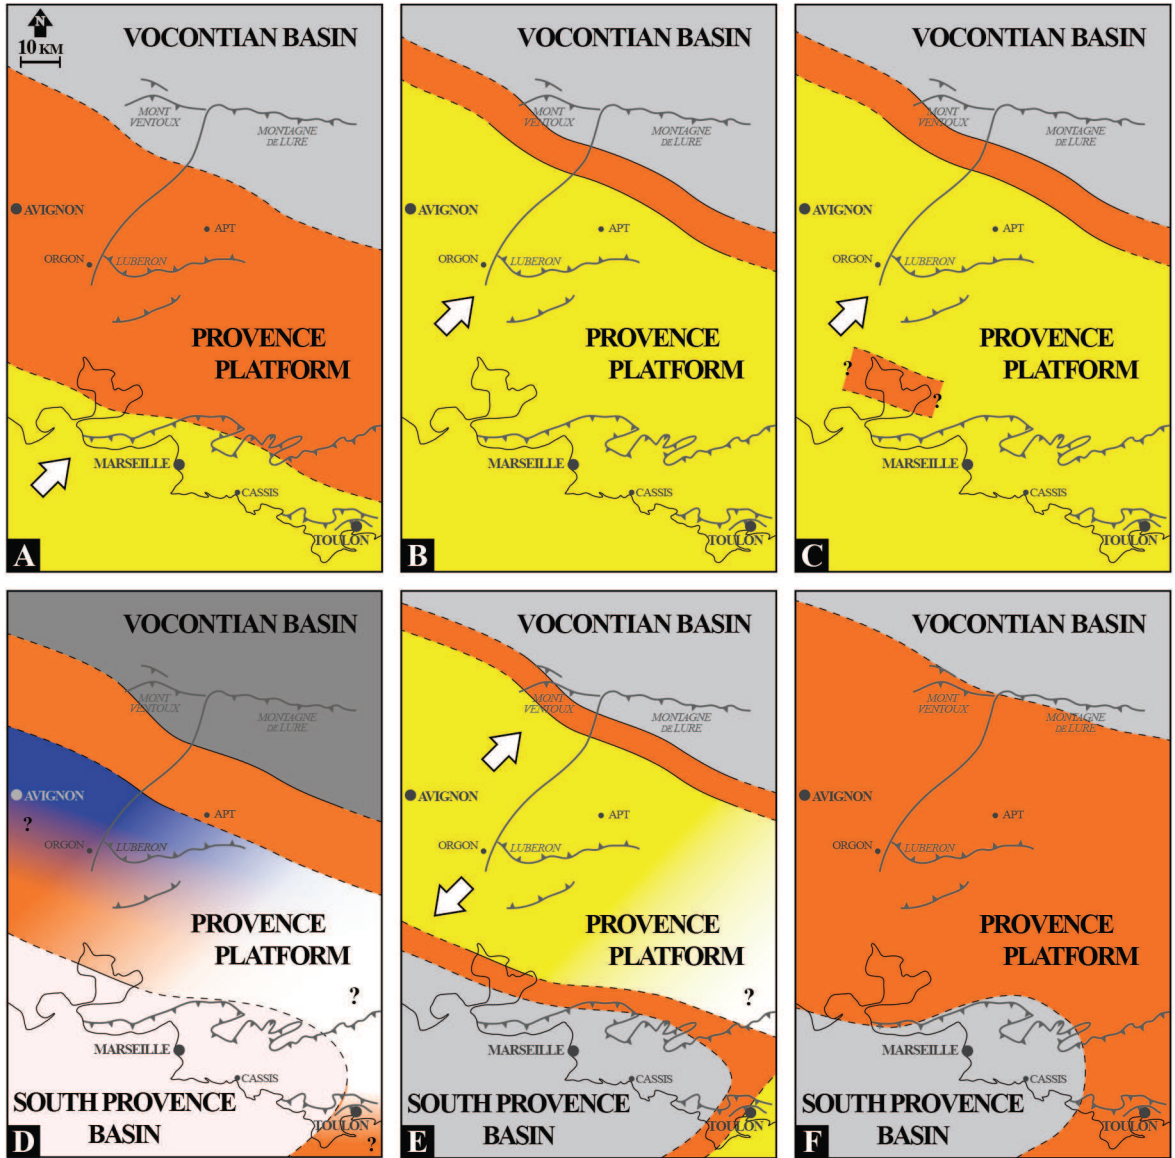 N
10 KM
VOCONTIAN BASIN
MONT
VENTOUX
MONTAGNE
DE LURE
AVIGNON
APT
ORGON
LUBERON
PROVENCE
PLATFORM
MARSEILLE
CASSIS
TOULON
A
VOCONTIAN BASIN
MONT
VENTOUX
MONTAGNE
DE LURE
AVIGNON
APT
ORGON
LUBERON
PROVENCE
PLATFORM
MARSEILLE
CASSIS
TOULON
B
VOCONTIAN BASIN
MONT
VENTOUX
MONTAGNE
DE LURE
AVIGNON
APT
ORGON
LUBERON
PROVENCE
PLATFORM
?
?
MARSEILLE
CASSIS
TOULON
C
VOCONTIAN BASIN
MONT
VENTOUX
MONTAGNE
DE LURE
AVIGNON
?
APT
ORGON
LUBERON
PROVENCE
PLATFORM
?
MARSEILLE
CASSIS
SOUTH PROVENCE
BASIN
TOULON
?
D
VOCONTIAN BASIN
MONT
VENTOUX
MONTAGNE
DE LURE
AVIGNON
APT
ORGON
LUBERON
PROVENCE
PLATFORM
?
MARSEILLE
CASSIS
SOUTH PROVENCE
BASIN
TOULON
E
VOCONTIAN BASIN
MONT
VENTOUX
MONTAGNE
DE LURE
AVIGNON
APT
ORGON
LUBERON
PROVENCE
PLATFORM
MARSEILLE
CASSIS
SOUTH PROVENCE
BASIN
TOULON
F